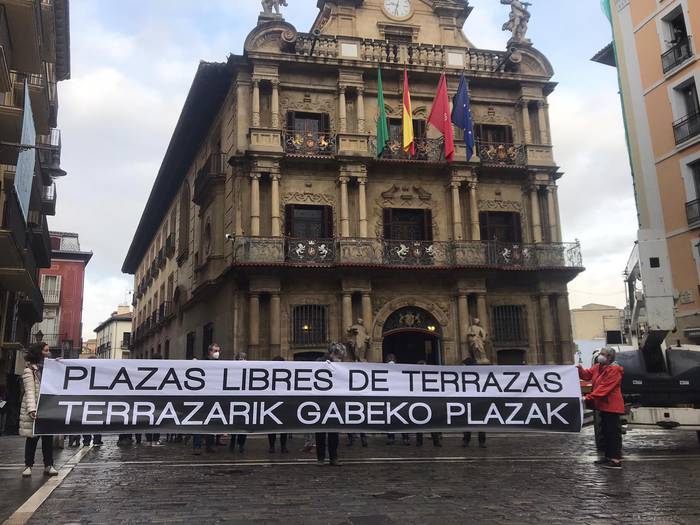 PLAZAS LIBRES DE TERRAZAS
TERRAZARIK GABEKO PLAZAK